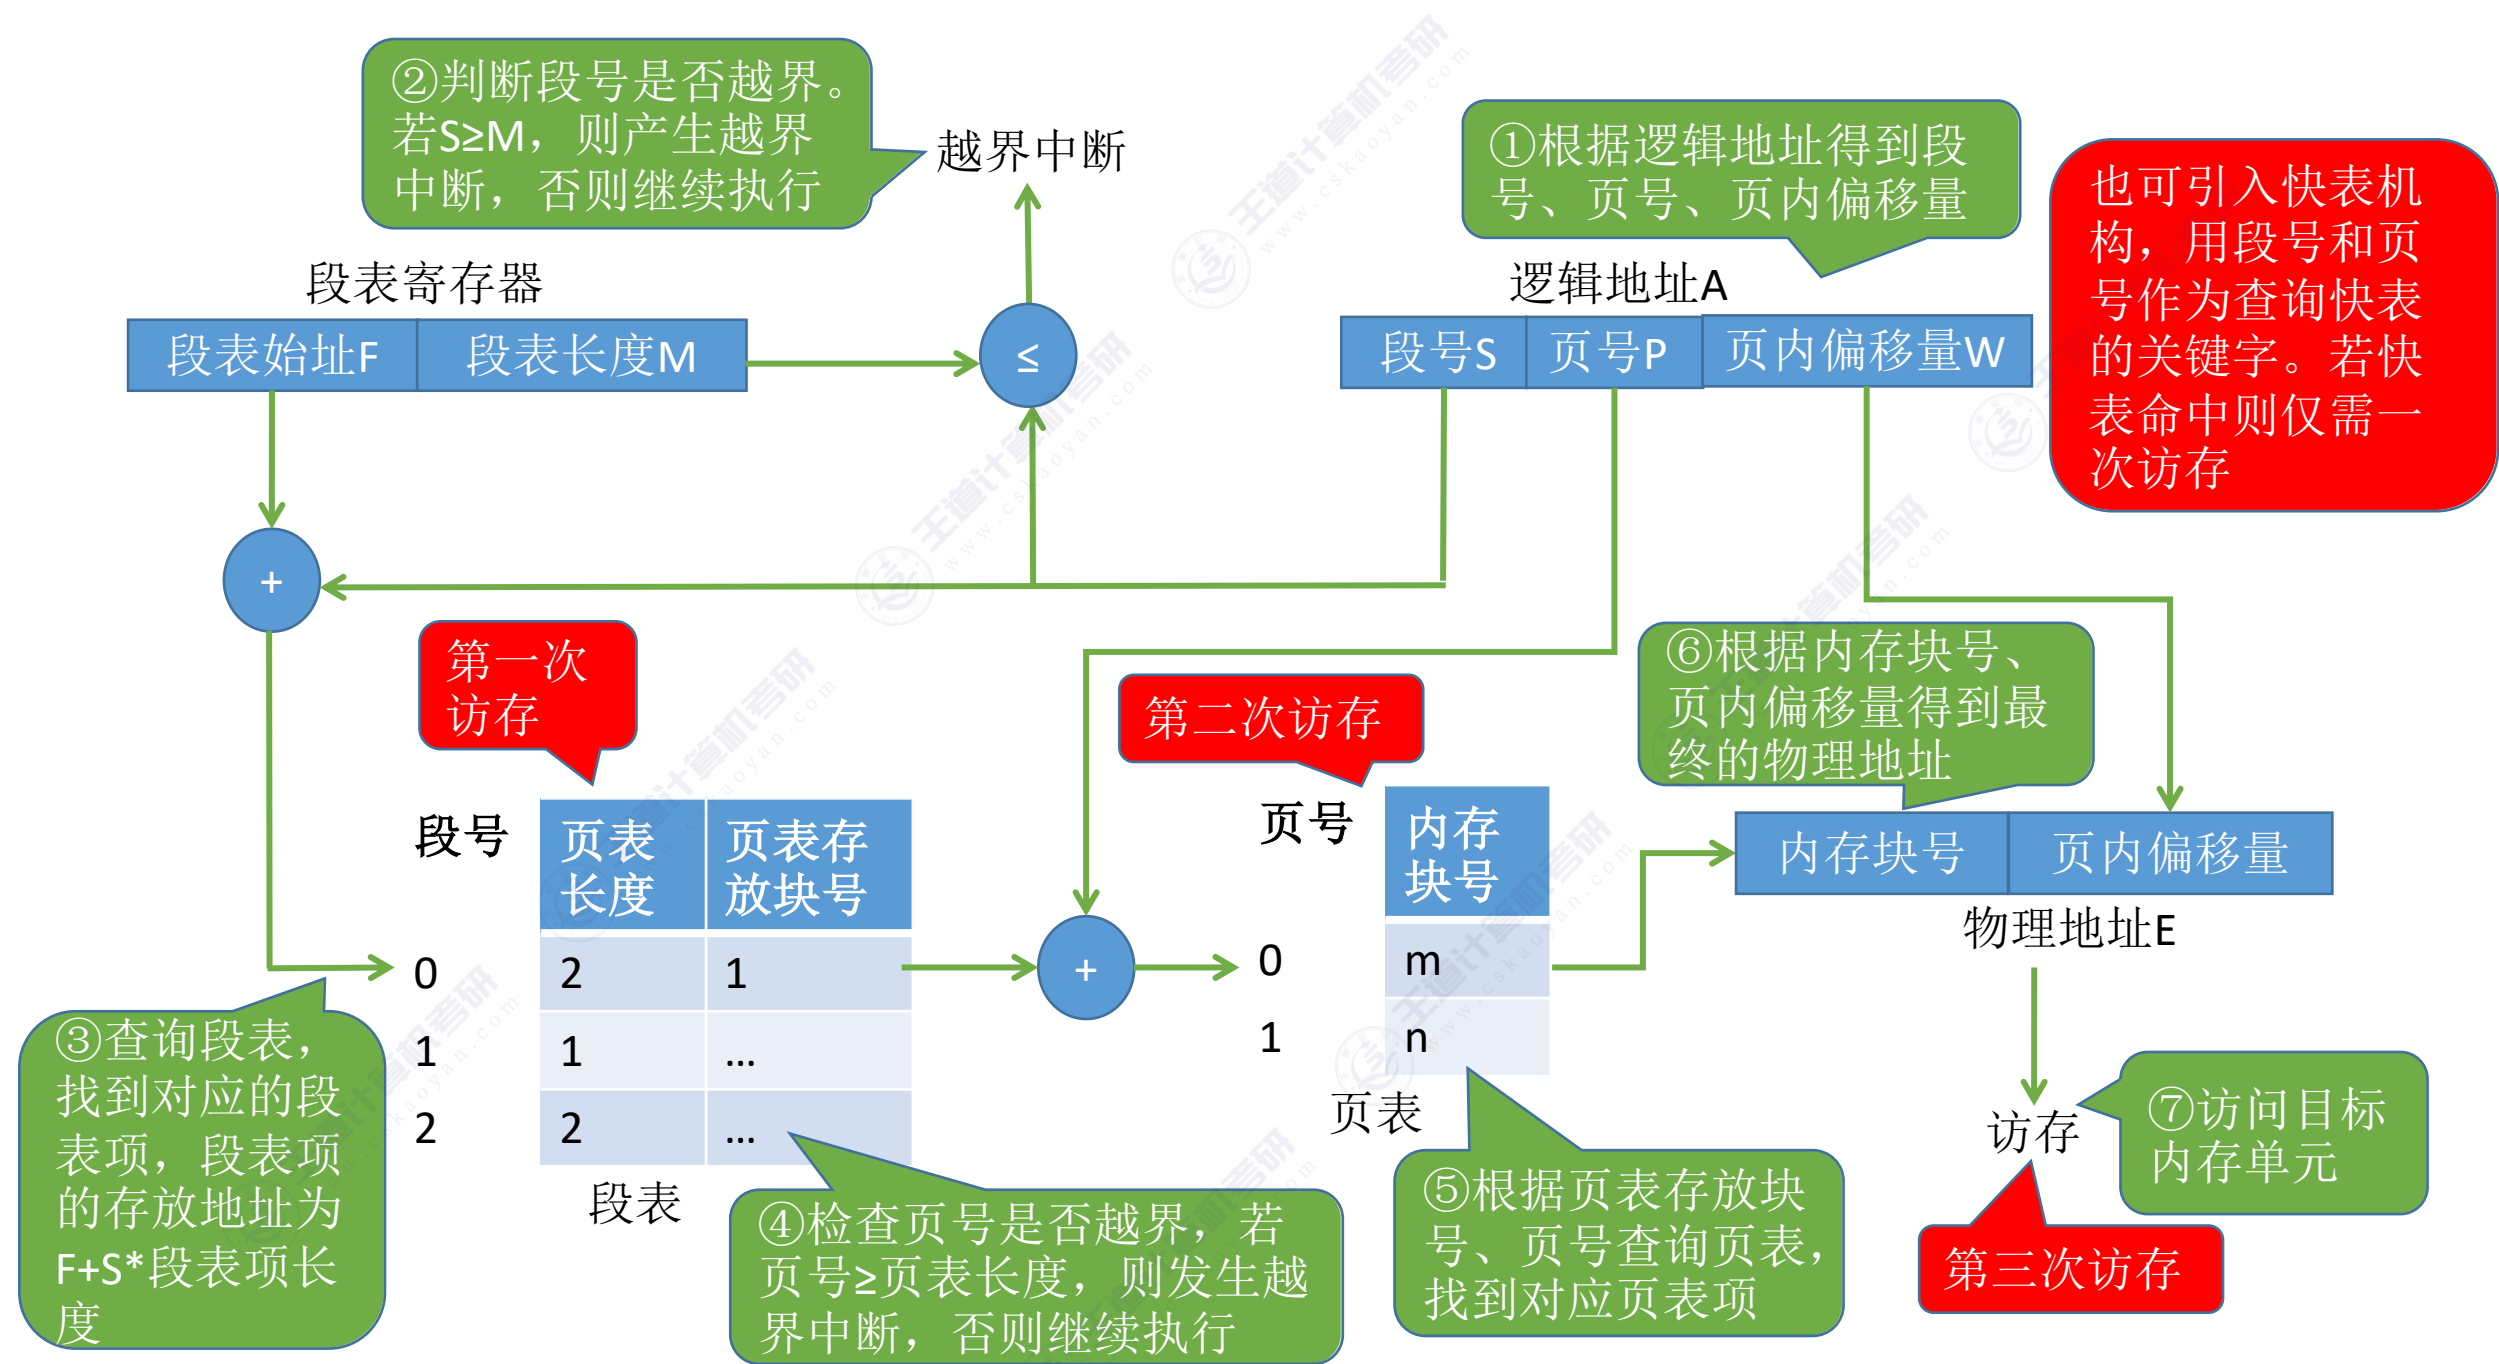 ②判断段号是否越界。
若S≥M，则产生越界
中断，否则继续执行
越界中断
①根据逻辑地址得到段
号、页号、页内偏移量
也可引入快表机
构，用段号和页
号作为查询快表
的关键字。若快
表命中则仅需一
次访存
段表寄存器
逻辑地址A
段表始址F 段表长度M
≤
段号S 页号P 页内偏移量W
+
第一次
访存
第二次访存
⑥根据内存块号、
页内偏移量得到最
终的物理地址
段号
页表
长度
页表存
放块号
页号
内存
块号
内存块号 页内偏移量
物理地址E
0 2 1
+
0 m
1 1 ...
1 n
2 2 ...
段表
页表
访存
③查询段表，
找到对应的段
表项，段表项
的存放地址为
F+S*段表项长
度
④检查页号是否越界，若
页号≥页表长度，则发生越
界中断，否则继续执行
⑤根据页表存放块
号、页号查询页表，
找到对应页表项
⑦访问目标
内存单元
第三次访存
王道计算机考研
www.cskaoyan.com